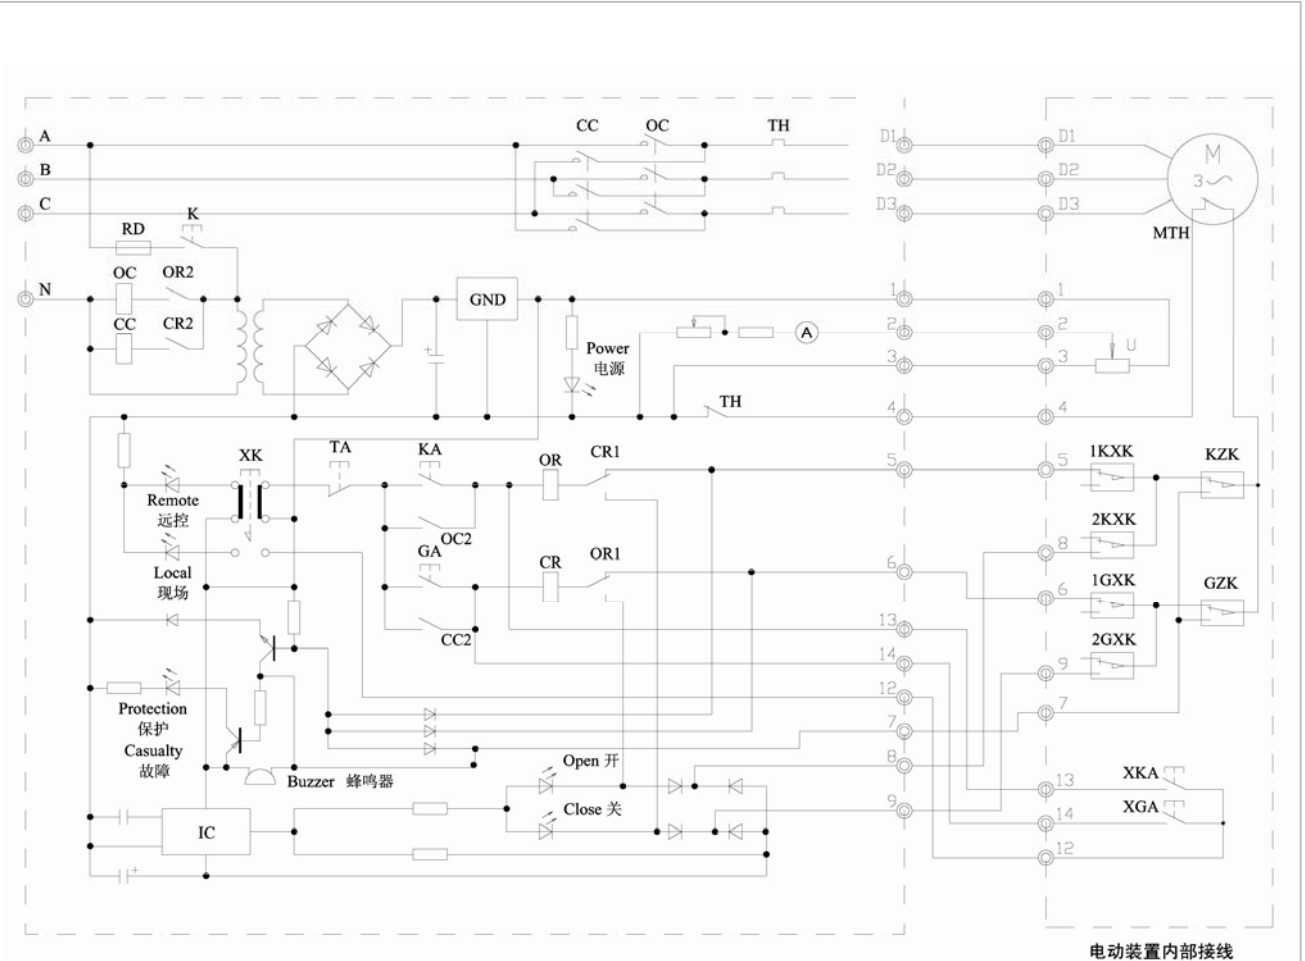 CC OC TH
A D1 D1
M
B D2 D2
3
C D3 D3
K
RD MTH
OC OR2
N GND 1 1
CC CR2 2 2
A
Power
电源
U
3 3
TH 4 4
XK TA KA OR CR1 5 5 1KXK KZK
Remote
远控
OC2
2KXK
8
GA
Local
现场
CR OR1 6 6 1GXK GZK
CC2 13 2GXK
14 9
Protection
保护
Casualty
故障
12 7
7
Buzzer 蜂鸣器
Open 开 8
13 XKA
Close 关 9
14 XGA
IC
12
+
+
电动装置内部接线